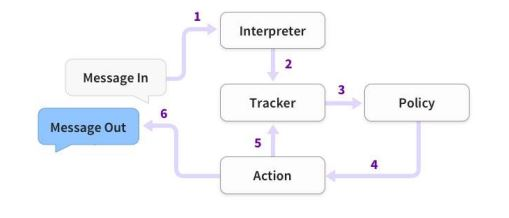 1
Interpreter
2
Message In
Tracker
3
Policy
6
Message Out
5
4
Action